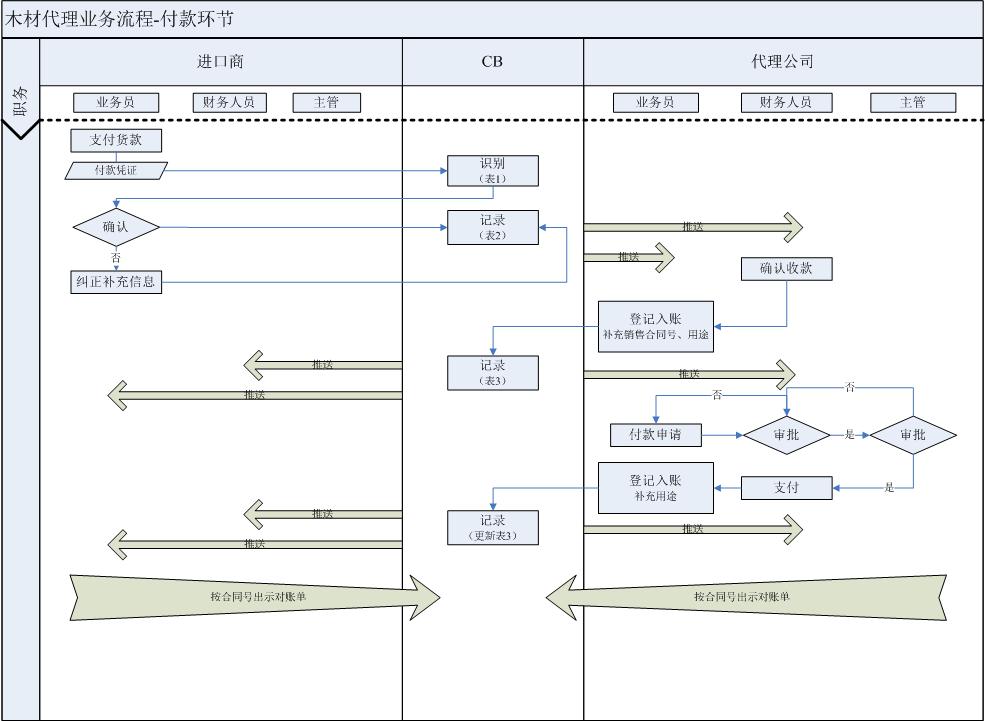 木材代理业务流程-付款环节
进口商
CB
代理公司
职务
业务员
财务人员
主管
业务员
财务人员
主管
支付货款
付款凭证
识别
(表1)
确认
记录
(表2)
推送
否
推送
纠正补充信息
确认收款
登记入账
补充销售合同号、用途
推送
记录
(表3)
推送
推送
否
否
付款申请
审批
是
审批
登记入账
补充用途
支付
是
推送
记录
(更新表3)
推送
推送
按合同号出示对账单
按合同号出示对账单